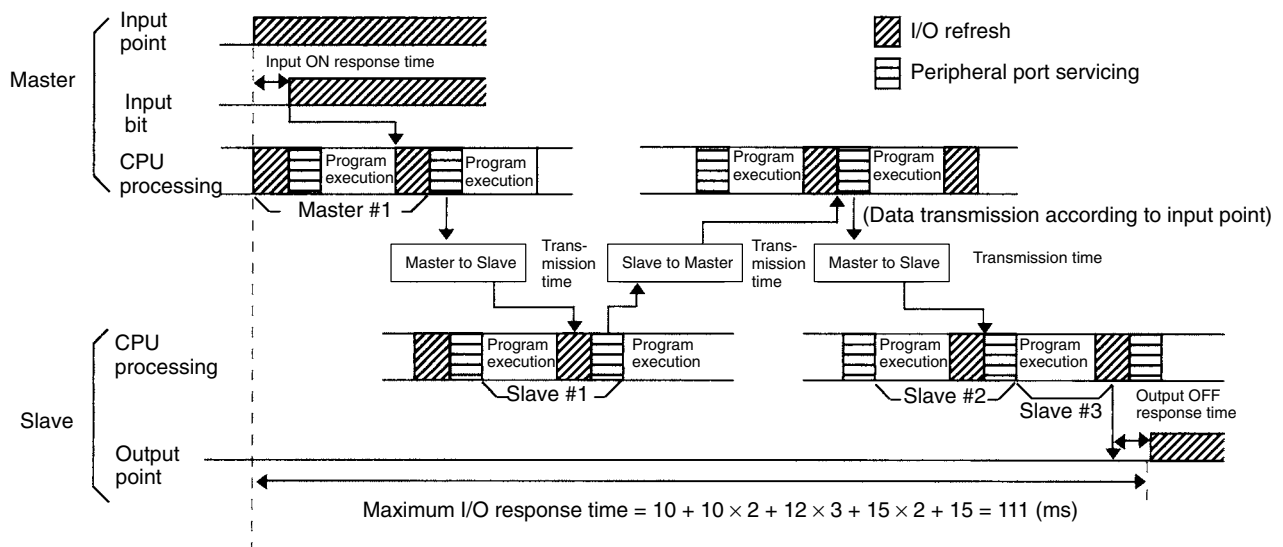 Input
point
I/O refresh
Input ON response time
Peripheral port servicing
Master
Input
bit
CPU
processing
Program
execution
Program
execution
Program
execution
Program
execution
Master #1
(Data transmission according to input point)
Master to Slave
Trans-
mission
time
Slave to Master
Trans-
mission
time
Master to Slave
Transmission time
CPU
processing
Program
execution
Program
execution
Program
execution
Program
execution
Slave #1
Slave #2
Slave #3
Output OFF
response time
Slave
Output
point
Maximum I/O response time = 10 + 10 × 2 + 12 × 3 + 15 × 2 + 15 = 111 (ms)